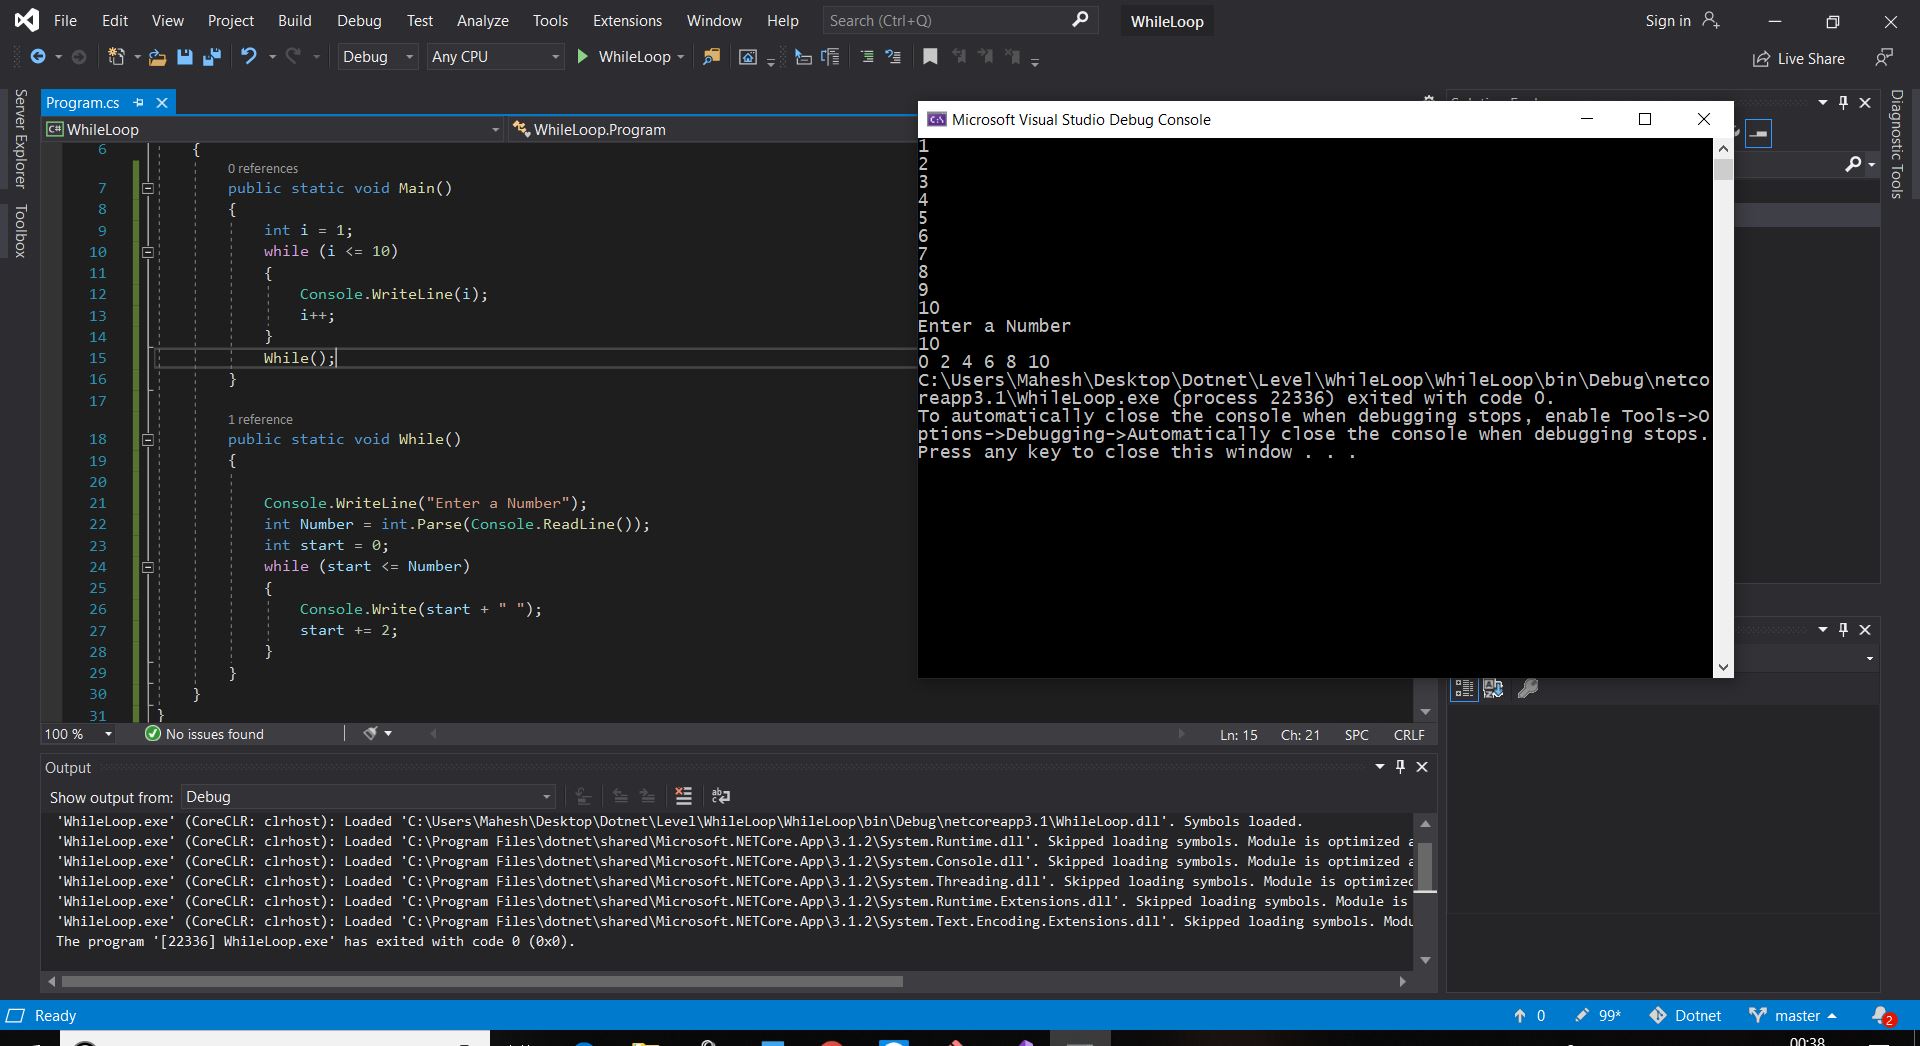 File Edit View Project Build Debug Test Analyze Tools Extensions Window Help Search (Ctrl+Q) WhileLoop Sign in
Debug Any CPU WhileLoop Live Share
Server Explorer
Toolbox
Program.cs
WhileLoop WhileLoop.Program
6 {
0 references
7 public static void Main()
8 {
9 int i = 1;
10 while (i <= 10)
11 {
12 Console.WriteLine(i);
13 i++;
14 }
15 While();
16 }
17
1 reference
18 public static void While()
19 {
20
21 Console.WriteLine("Enter a Number");
22 int Number = int.Parse(Console.ReadLine());
23 int start = 0;
24 while (start <= Number)
25 {
26 Console.Write(start + " ");
27 start += 2;
28 }
29 }
30 }
31 }
100 % No issues found Ln: 15 Ch: 21 SPC CRLF
Microsoft Visual Studio Debug Console
1
2
3
4
5
6
7
8
9
10
Enter a Number
10
0 2 4 6 8 10
C:\Users\Mahesh\Desktop\Dotnet\Level\WhileLoop\WhileLoop\bin\Debug\netco
reapp3.1\WhileLoop.exe (process 22336) exited with code 0.
To automatically close the console when debugging stops, enable Tools->O
ptions->Debugging->Automatically close the console when debugging stops.
Press any key to close this window . . .
Diagnostic Tools
Output
Show output from: Debug
'WhileLoop.exe' (CoreCLR: clrhost): Loaded 'C:\Users\Mahesh\Desktop\Dotnet\Level\WhileLoop\WhileLoop\bin\Debug\netcoreapp3.1\WhileLoop.dll'. Symbols loaded.
'WhileLoop.exe' (CoreCLR: clrhost): Loaded 'C:\Program Files\dotnet\shared\Microsoft.NETCore.App\3.1.2\System.Runtime.dll'. Skipped loading symbols. Module is optimized a
'WhileLoop.exe' (CoreCLR: clrhost): Loaded 'C:\Program Files\dotnet\shared\Microsoft.NETCore.App\3.1.2\System.Console.dll'. Skipped loading symbols. Module is optimized a
'WhileLoop.exe' (CoreCLR: clrhost): Loaded 'C:\Program Files\dotnet\shared\Microsoft.NETCore.App\3.1.2\System.Threading.dll'. Skipped loading symbols. Module is optimized
'WhileLoop.exe' (CoreCLR: clrhost): Loaded 'C:\Program Files\dotnet\shared\Microsoft.NETCore.App\3.1.2\System.Runtime.Extensions.dll'. Skipped loading symbols. Module is
'WhileLoop.exe' (CoreCLR: clrhost): Loaded 'C:\Program Files\dotnet\shared\Microsoft.NETCore.App\3.1.2\System.Text.Encoding.Extensions.dll'. Skipped loading symbols. Modu
The program '[22336] WhileLoop.exe' has exited with code 0 (0x0).
Ready 0 99* Dotnet master 2
00:38